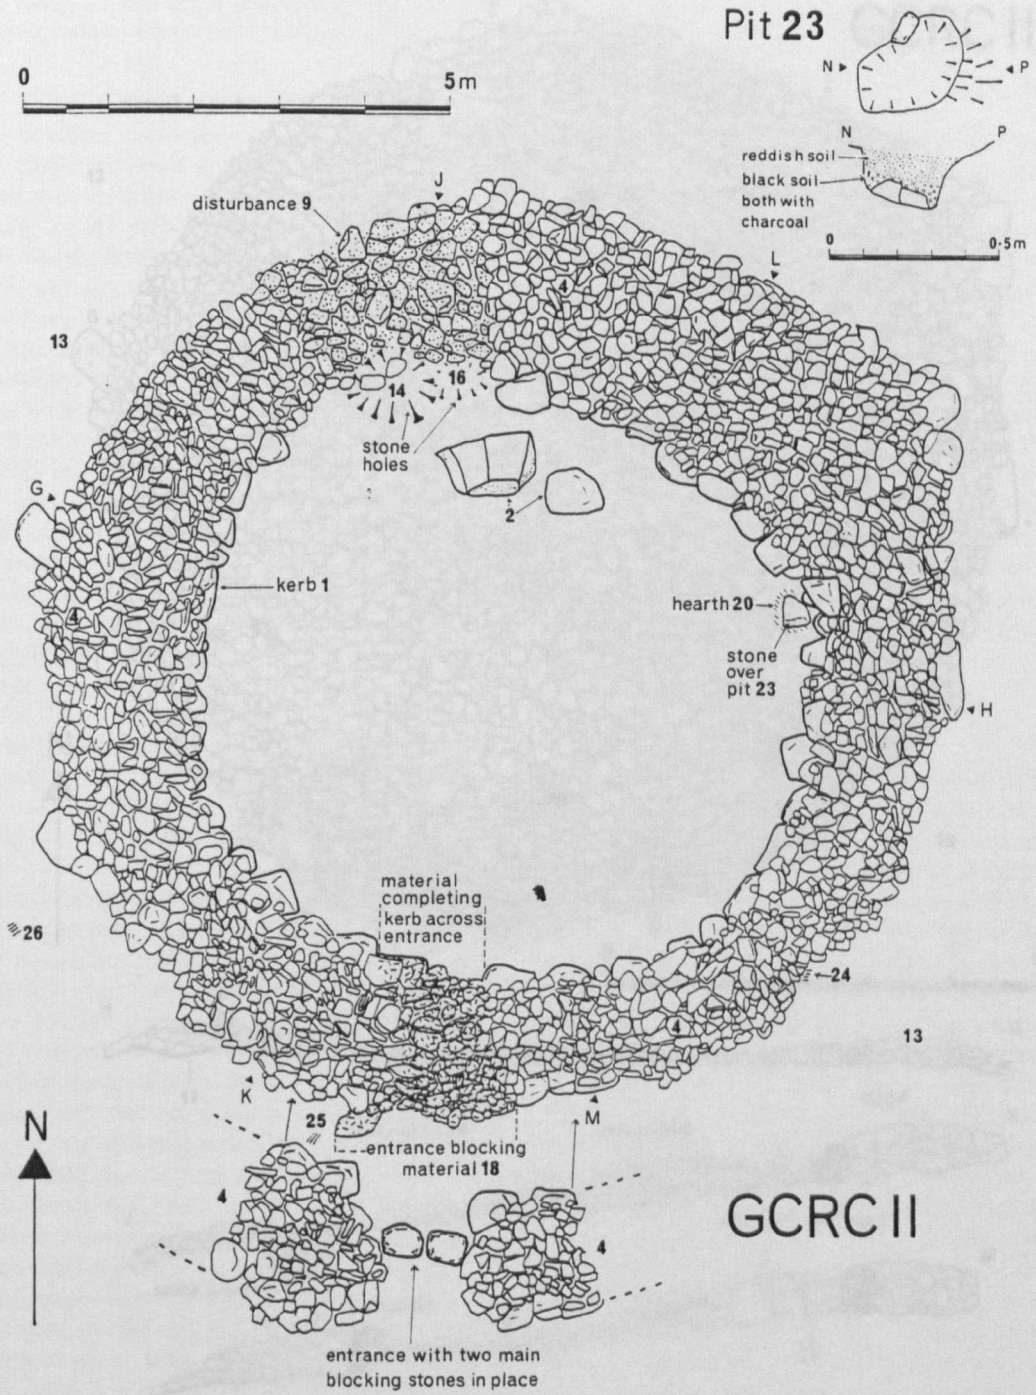 Pit 23
N
P
N
P
reddish soil
black soil
both with
charcoal
0
0·5m
0
5m
J
disturbance 9
L
4
13
14
16
stone
holes
G
2
kerb 1
hearth 20
4
stone
over
pit 23
H
material
completing
kerb across
entrance
26
24
4
13
K
M
N
25
entrance blocking
material 18
4
GCRC II
4
entrance with two main
blocking stones in place